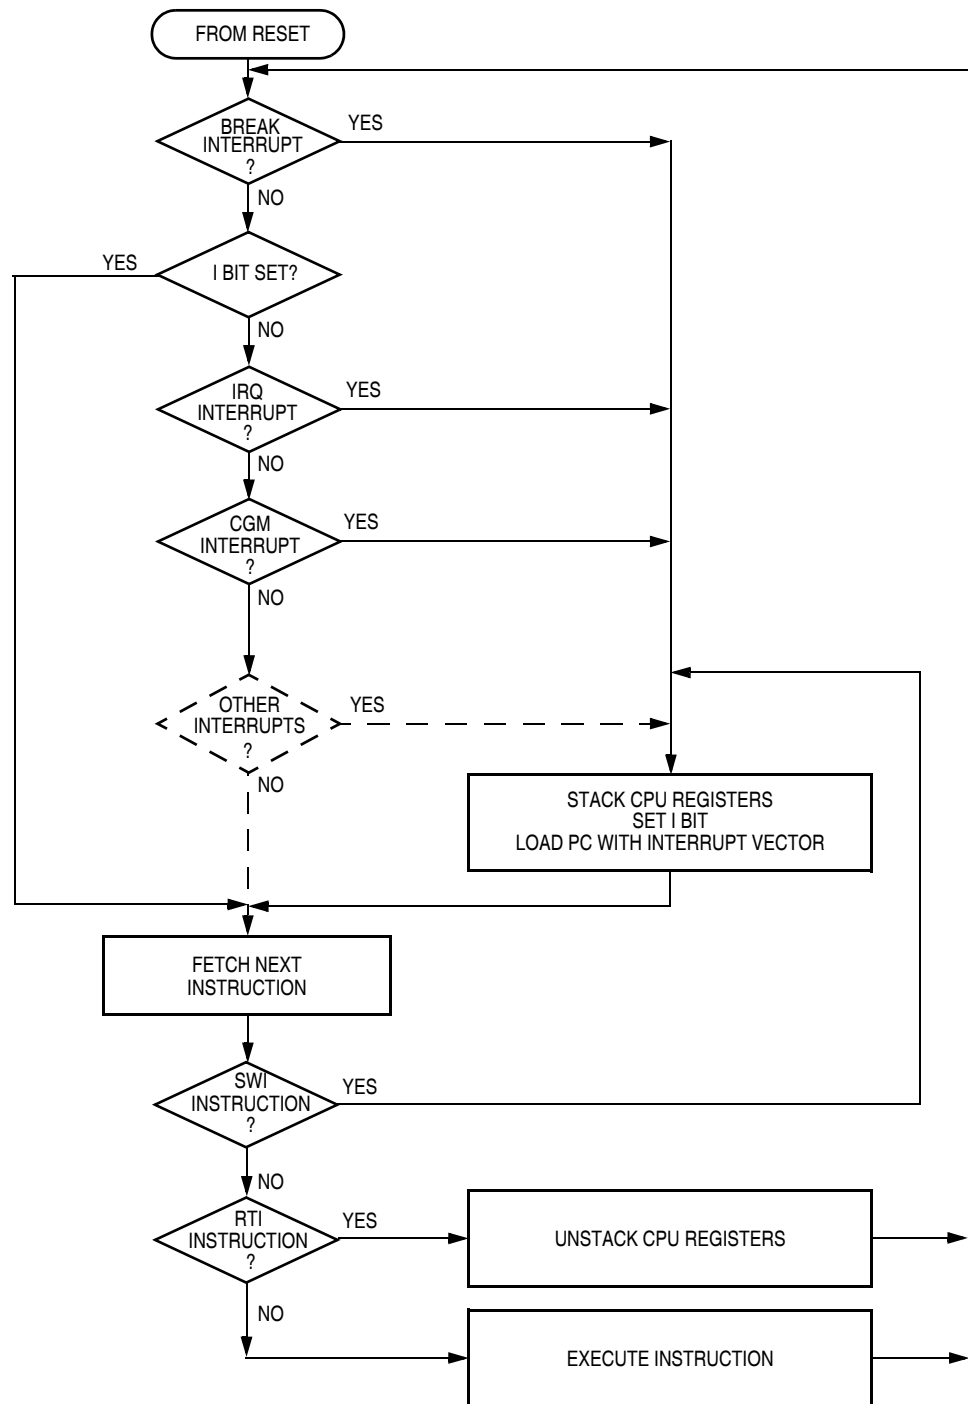 FROM RESET
BREAK
INTERRUPT
?
YES
NO
YES
I BIT SET?
NO
IRQ
INTERRUPT
?
YES
NO
CGM
INTERRUPT
?
YES
NO
OTHER
INTERRUPTS
?
YES
NO
STACK CPU REGISTERS
SET I BIT
LOAD PC WITH INTERRUPT VECTOR
FETCH NEXT
INSTRUCTION
SWI
INSTRUCTION
?
YES
NO
RTI
INSTRUCTION
?
YES
UNSTACK CPU REGISTERS
NO
EXECUTE INSTRUCTION